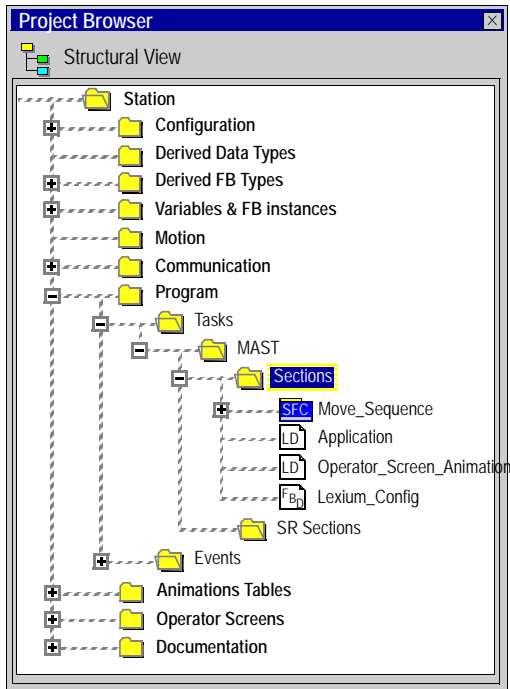 Project Browser
Structural View
Station
Configuration
Derived Data Types
Derived FB Types
Variables & FB instances
Motion
Communication
Program
Tasks
MAST
Sections
SFC Move_Sequence
LD Application
LD Operator_Screen_Animation
FBD Lexium_Config
SR Sections
Events
Animations Tables
Operator Screens
Documentation